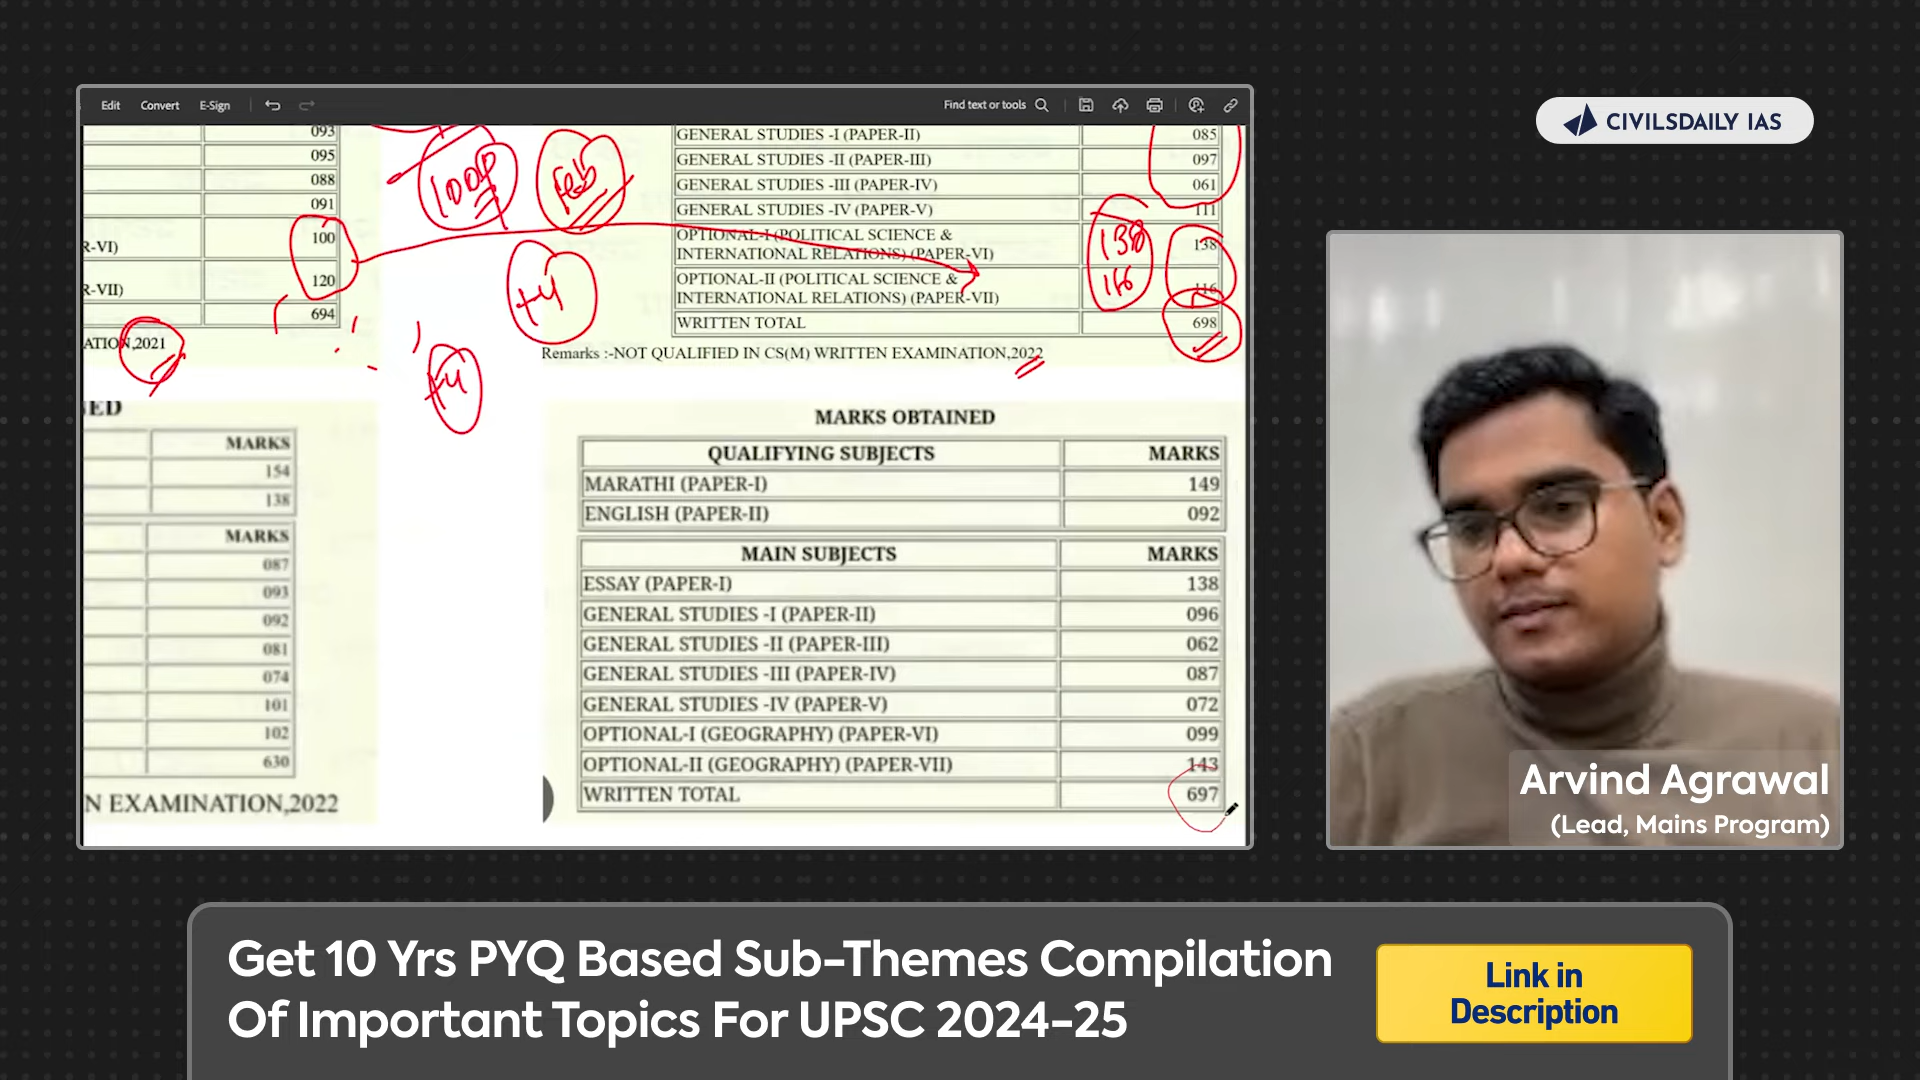 Edit Convert E-Sign Find text or tools
CIVILSDAILY IAS
093
095
088
091
R-VI) 100
R-VII) 120
694
ATION,2021
100P
Feb
+4
+4
GENERAL STUDIES -I (PAPER-II) 085
GENERAL STUDIES -II (PAPER-III) 097
GENERAL STUDIES -III (PAPER-IV) 061
GENERAL STUDIES -IV (PAPER-V) 111
OPTIONAL-I (POLITICAL SCIENCE &
INTERNATIONAL RELATIONS) (PAPER-VI) 138
OPTIONAL-II (POLITICAL SCIENCE &
INTERNATIONAL RELATIONS) (PAPER-VII) 116
WRITTEN TOTAL 698
138
116
Remarks :-NOT QUALIFIED IN CS(M) WRITTEN EXAMINATION,2022
NED
MARKS
154
138
MARKS
087
093
092
081
074
101
102
630
N EXAMINATION,2022
MARKS OBTAINED
QUALIFYING SUBJECTS MARKS
MARATHI (PAPER-I) 149
ENGLISH (PAPER-II) 092
MAIN SUBJECTS MARKS
ESSAY (PAPER-I) 138
GENERAL STUDIES -I (PAPER-II) 096
GENERAL STUDIES -II (PAPER-III) 062
GENERAL STUDIES -III (PAPER-IV) 087
GENERAL STUDIES -IV (PAPER-V) 072
OPTIONAL-I (GEOGRAPHY) (PAPER-VI) 099
OPTIONAL-II (GEOGRAPHY) (PAPER-VII) 143
WRITTEN TOTAL 697
Arvind Agrawal
(Lead, Mains Program)
Get 10 Yrs PYQ Based Sub-Themes Compilation
Of Important Topics For UPSC 2024-25
Link in
Description